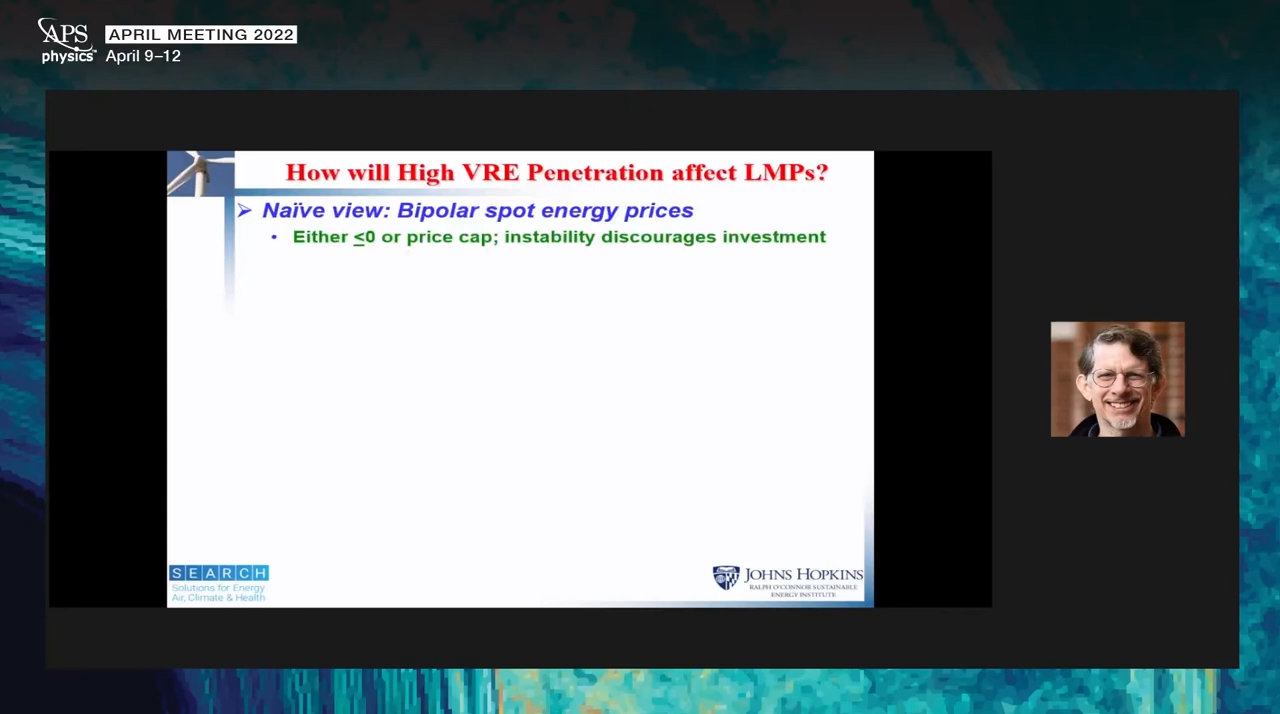 APS
physics
APRIL MEETING 2022
April 9–12
How will High VRE Penetration affect LMPs?
➢ Naïve view: Bipolar spot energy prices
• Either ≤0 or price cap; instability discourages investment
SEARCH
Solutions for Energy
Air, Climate & Health
JOHNS HOPKINS
RALPH O'CONNOR SUSTAINABLE
ENERGY INSTITUTE